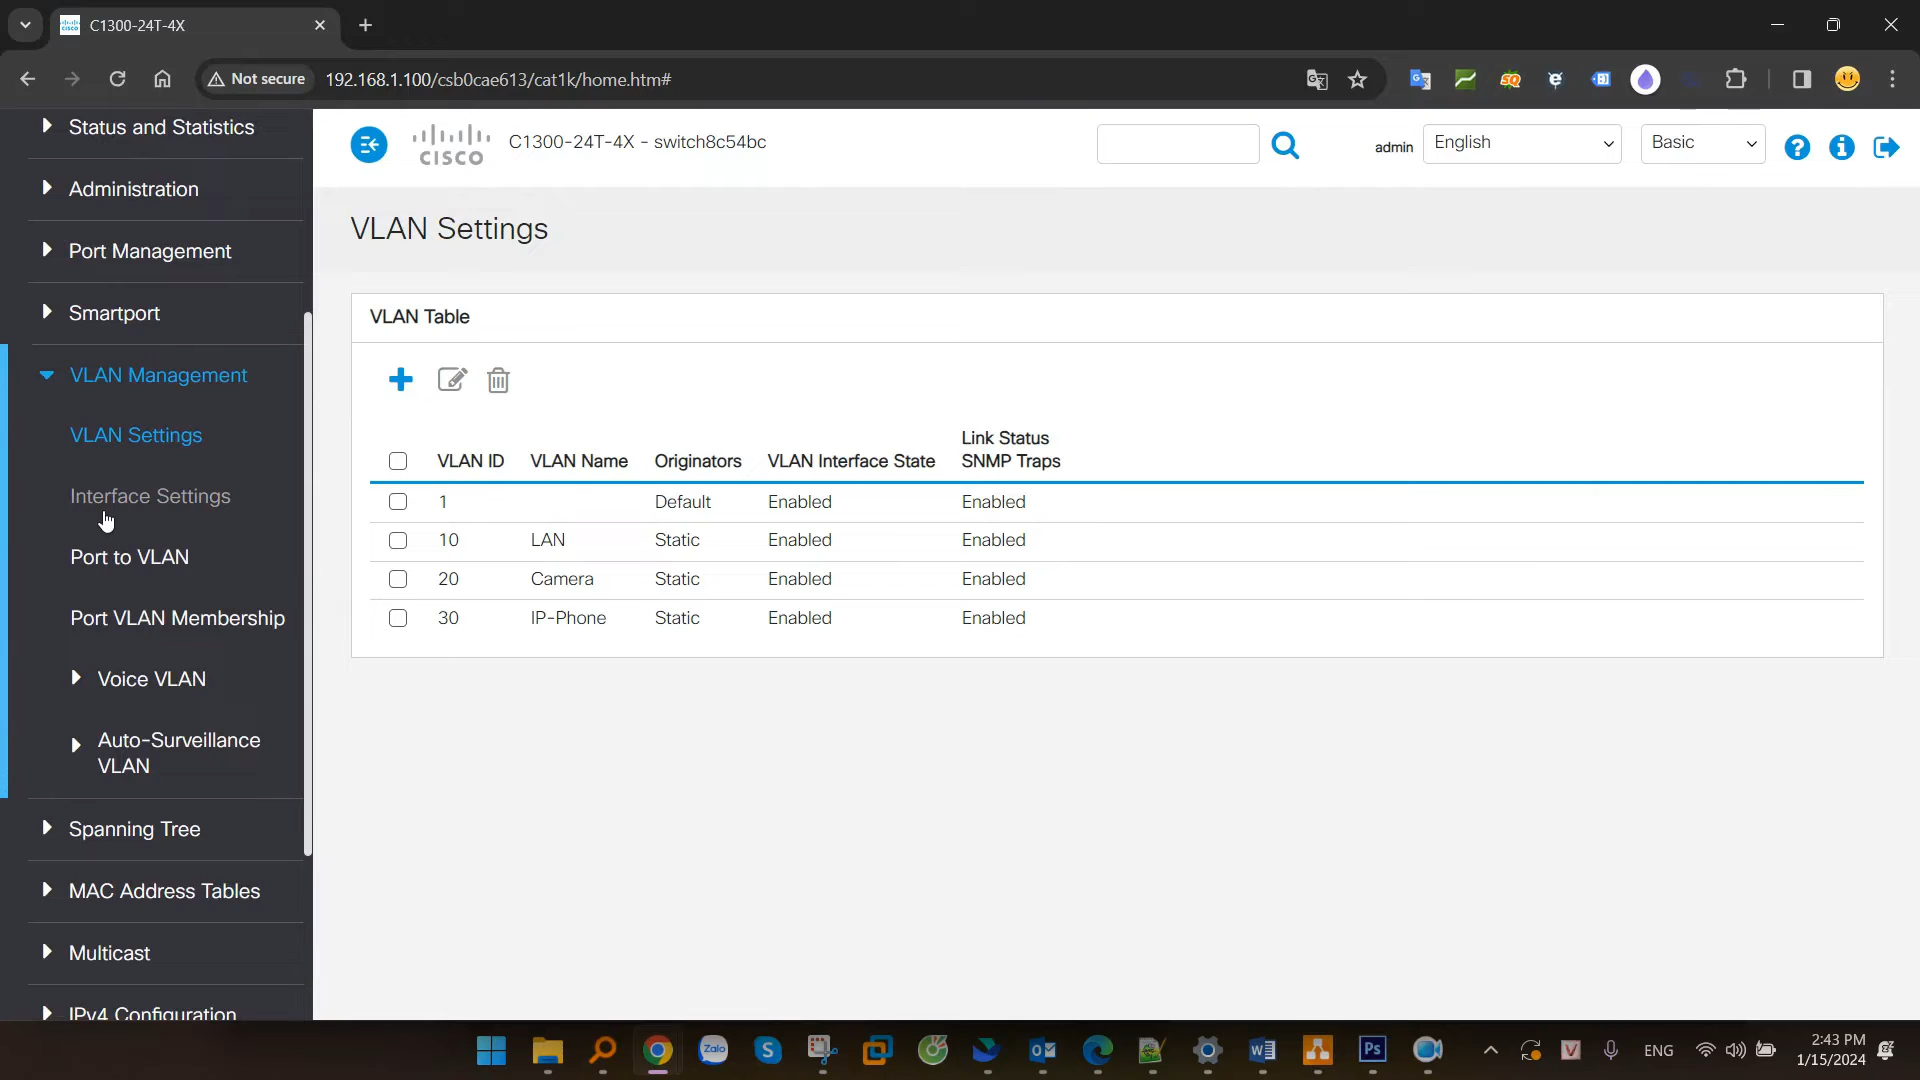 C1300-24T-4X
Not secure
192.168.1.100/csb0cae613/cat1k/home.htm#
Status and Statistics
Administration
Port Management
Smartport
VLAN Management
VLAN Settings
Interface Settings
Port to VLAN
Port VLAN Membership
Voice VLAN
Auto-Surveillance
VLAN
Spanning Tree
MAC Address Tables
Multicast
IPv4 Configuration
CISCO
C1300-24T-4X - switch8c54bc
admin
English
Basic
VLAN Settings
VLAN Table
VLAN ID VLAN Name Originators VLAN Interface State Link Status
SNMP Traps
1 Default Enabled Enabled
10 LAN Static Enabled Enabled
20 Camera Static Enabled Enabled
30 IP-Phone Static Enabled Enabled
Zalo
Ps
ENG
2:43 PM
1/15/2024